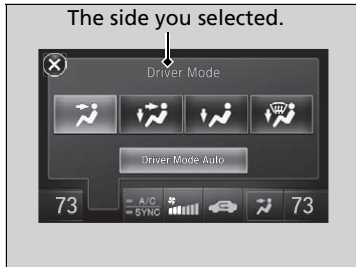 The side you selected.
Driver Mode
Driver Mode Auto
73
A/C
SYNC
73